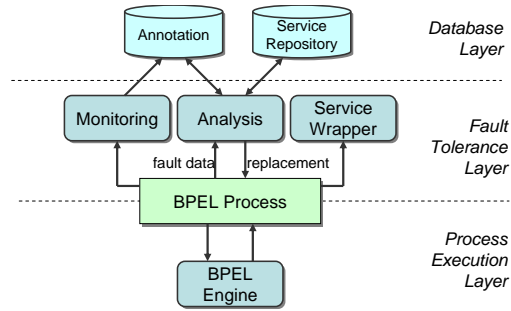 Annotation
Service
Repository
Database
Layer
Monitoring
Analysis
Service
Wrapper
Fault
Tolerance
Layer
fault data
replacement
BPEL Process
Process
Execution
Layer
BPEL
Engine